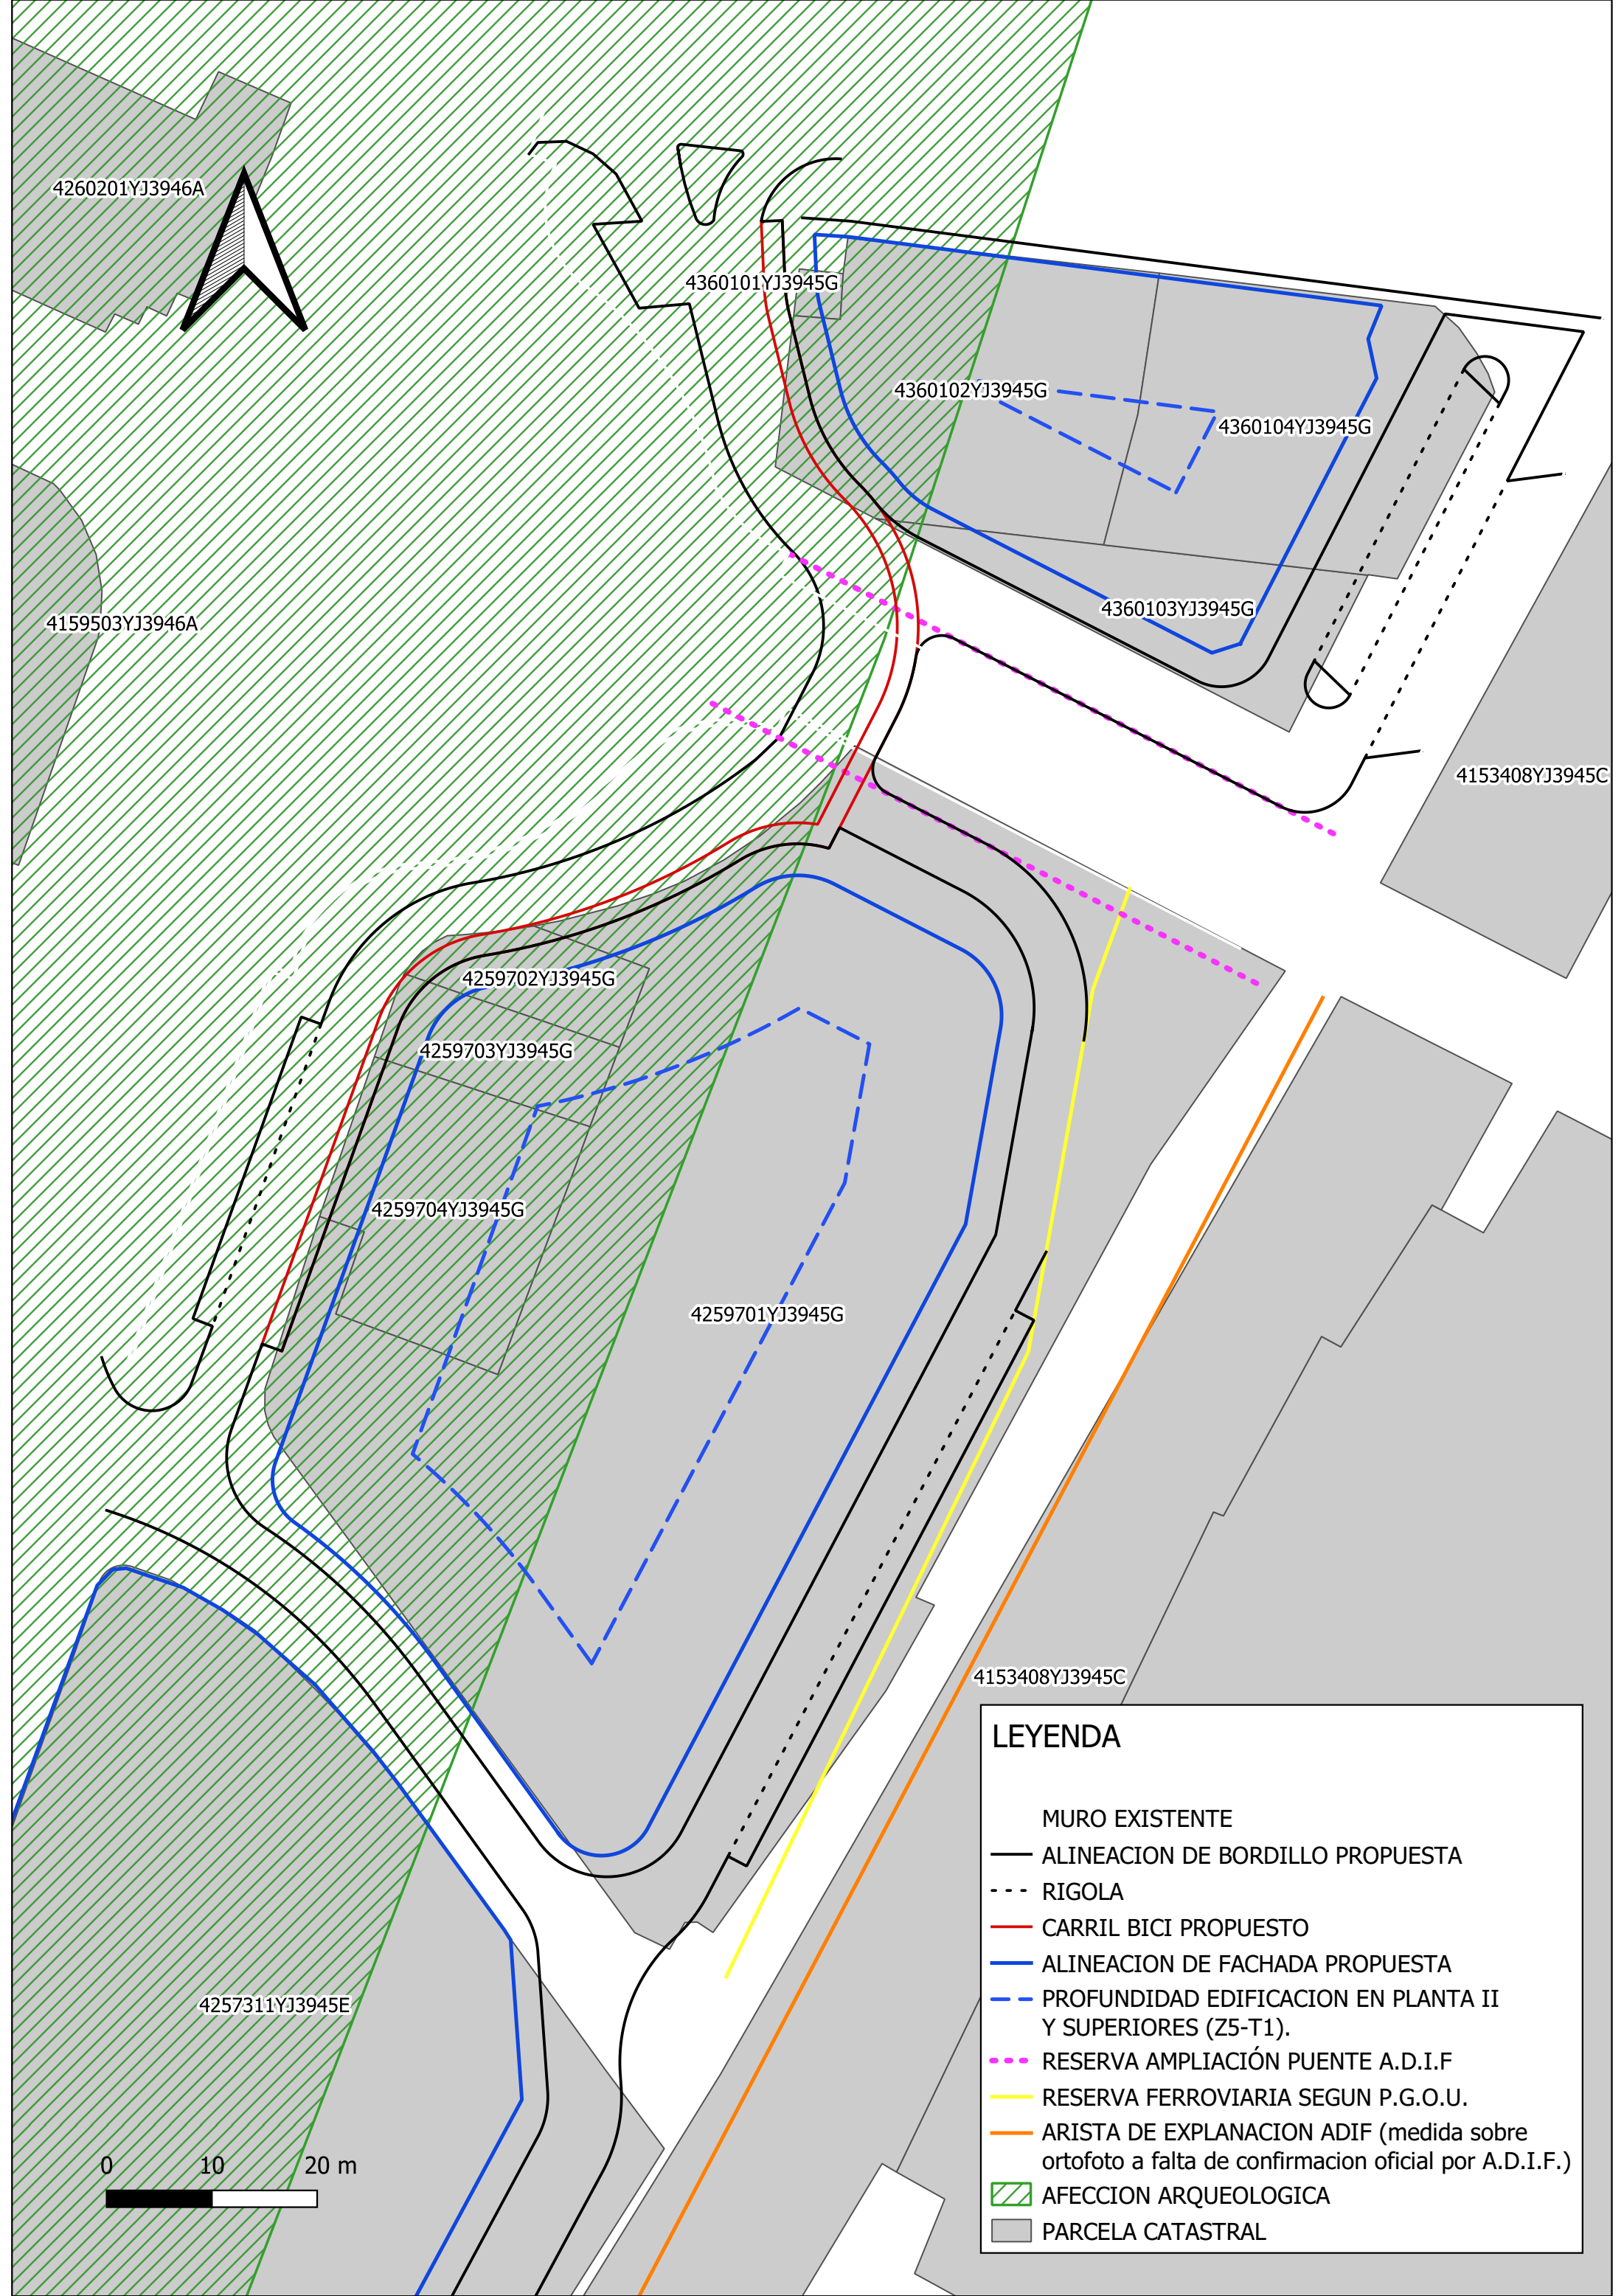 4260201YJ3946A
4360101YJ3945G
4360102YJ3945G
4360104YJ3945G
4360103YJ3945G
4159503YJ3946A
4153408YJ3945C
4259702YJ3945G
4259703YJ3945G
4259704YJ3945G
4259701YJ3945G
4153408YJ3945C
4257311YJ3945E
0 10 20 m
LEYENDA
MURO EXISTENTE
ALINEACION DE BORDILLO PROPUESTA
RIGOLA
CARRIL BICI PROPUESTO
ALINEACION DE FACHADA PROPUESTA
PROFUNDIDAD EDIFICACION EN PLANTA II
Y SUPERIORES (Z5-T1).
RESERVA AMPLIACIÓN PUENTE A.D.I.F
RESERVA FERROVIARIA SEGUN P.G.O.U.
ARISTA DE EXPLANACION ADIF (medida sobre
ortofoto a falta de confirmacion oficial por A.D.I.F.)
AFECCION ARQUEOLOGICA
PARCELA CATASTRAL